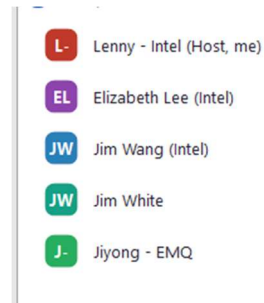 L- Lenny - Intel (Host, me)
EL Elizabeth Lee (Intel)
JW Jim Wang (Intel)
JW Jim White
J- Jiyong - EMQ